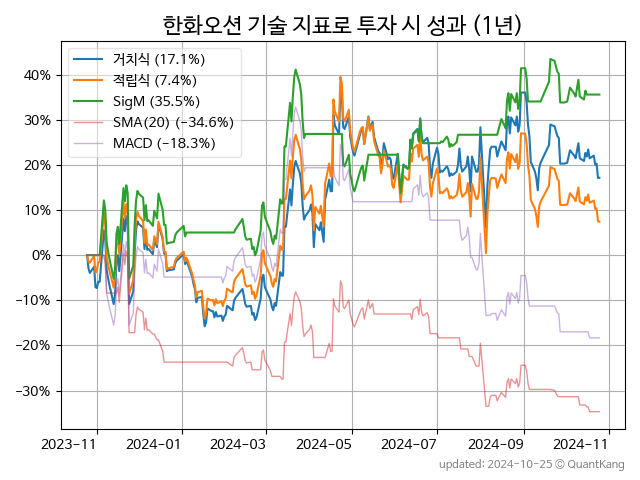 한화오션 기술 지표로 투자 시 성과 (1년)
거치식 (17.1%)
적립식 (7.4%)
SigM (35.5%)
SMA(20) (−34.6%)
MACD (−18.3%)
40%
30%
20%
10%
0%
−10%
−20%
−30%
2023−11 2024−01 2024−03 2024−05 2024−07 2024−09 2024−11
updated: 2024-10-25 © QuantKang